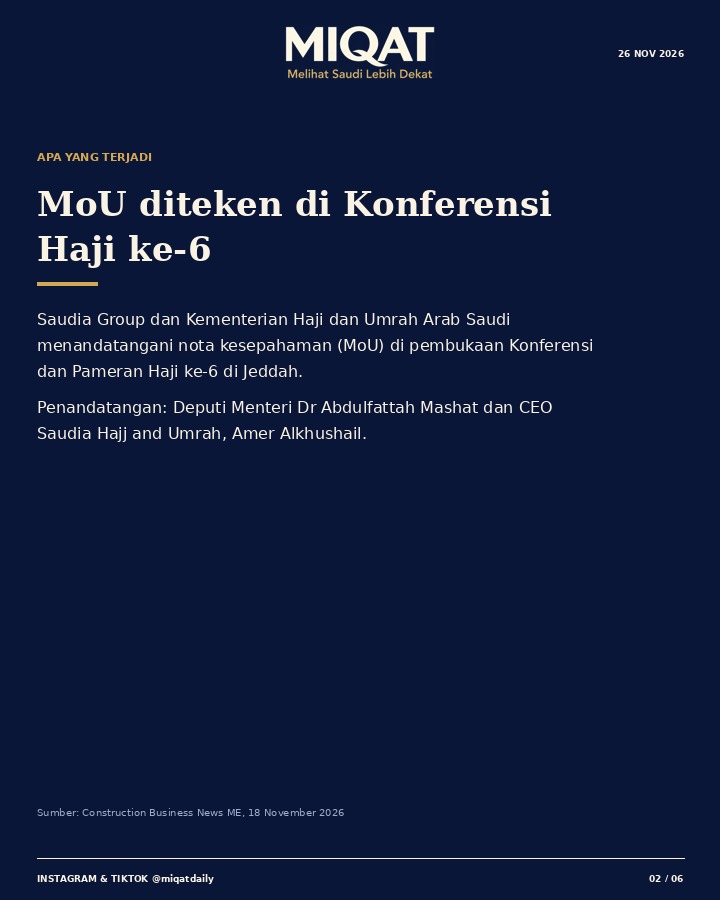 MIQAT
Melihat Saudi Lebih Dekat
26 NOV 2026
APA YANG TERJADI
MoU diteken di Konferensi
Haji ke-6
Saudia Group dan Kementerian Haji dan Umrah Arab Saudi
menandatangani nota kesepahaman (MoU) di pembukaan Konferensi
dan Pameran Haji ke-6 di Jeddah.
Penandatangan: Deputi Menteri Dr Abdulfattah Mashat dan CEO
Saudia Hajj and Umrah, Amer Alkhushail.
Sumber: Construction Business News ME, 18 November 2026
INSTAGRAM & TIKTOK @miqatdaily
02 / 06